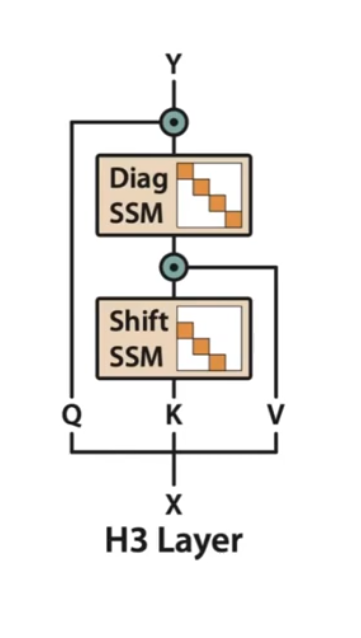 Y
Diag
SSM
Shift
SSM
Q K V
X
H3 Layer